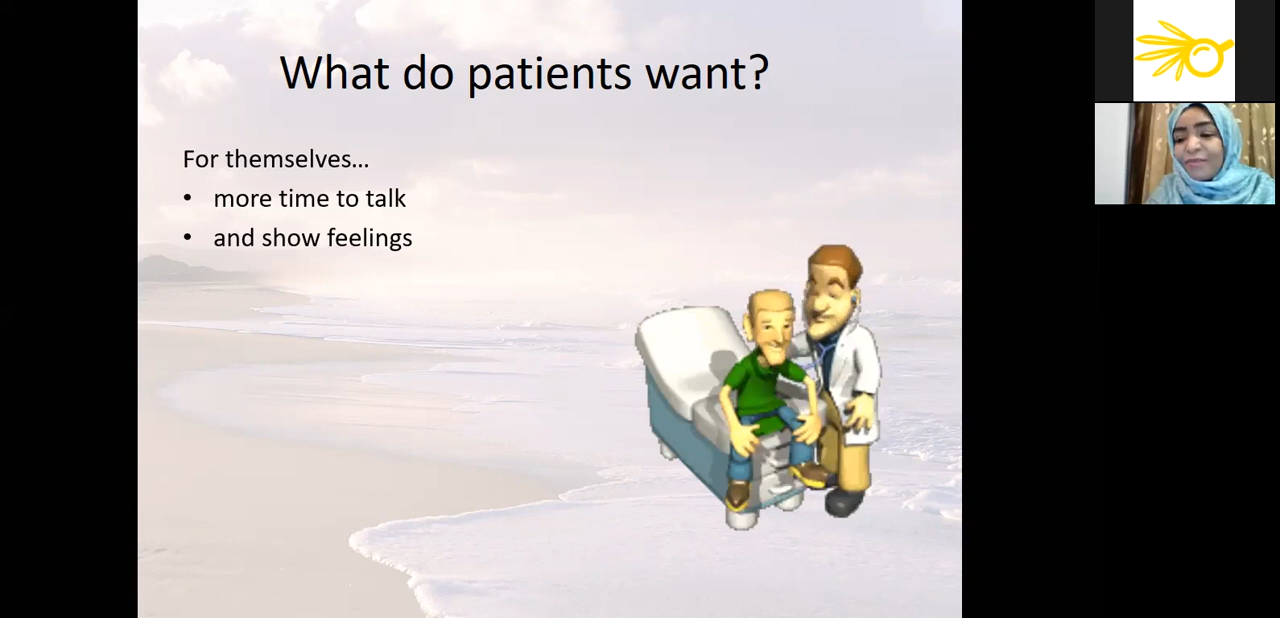 What do patients want?
For themselves...
• more time to talk
• and show feelings